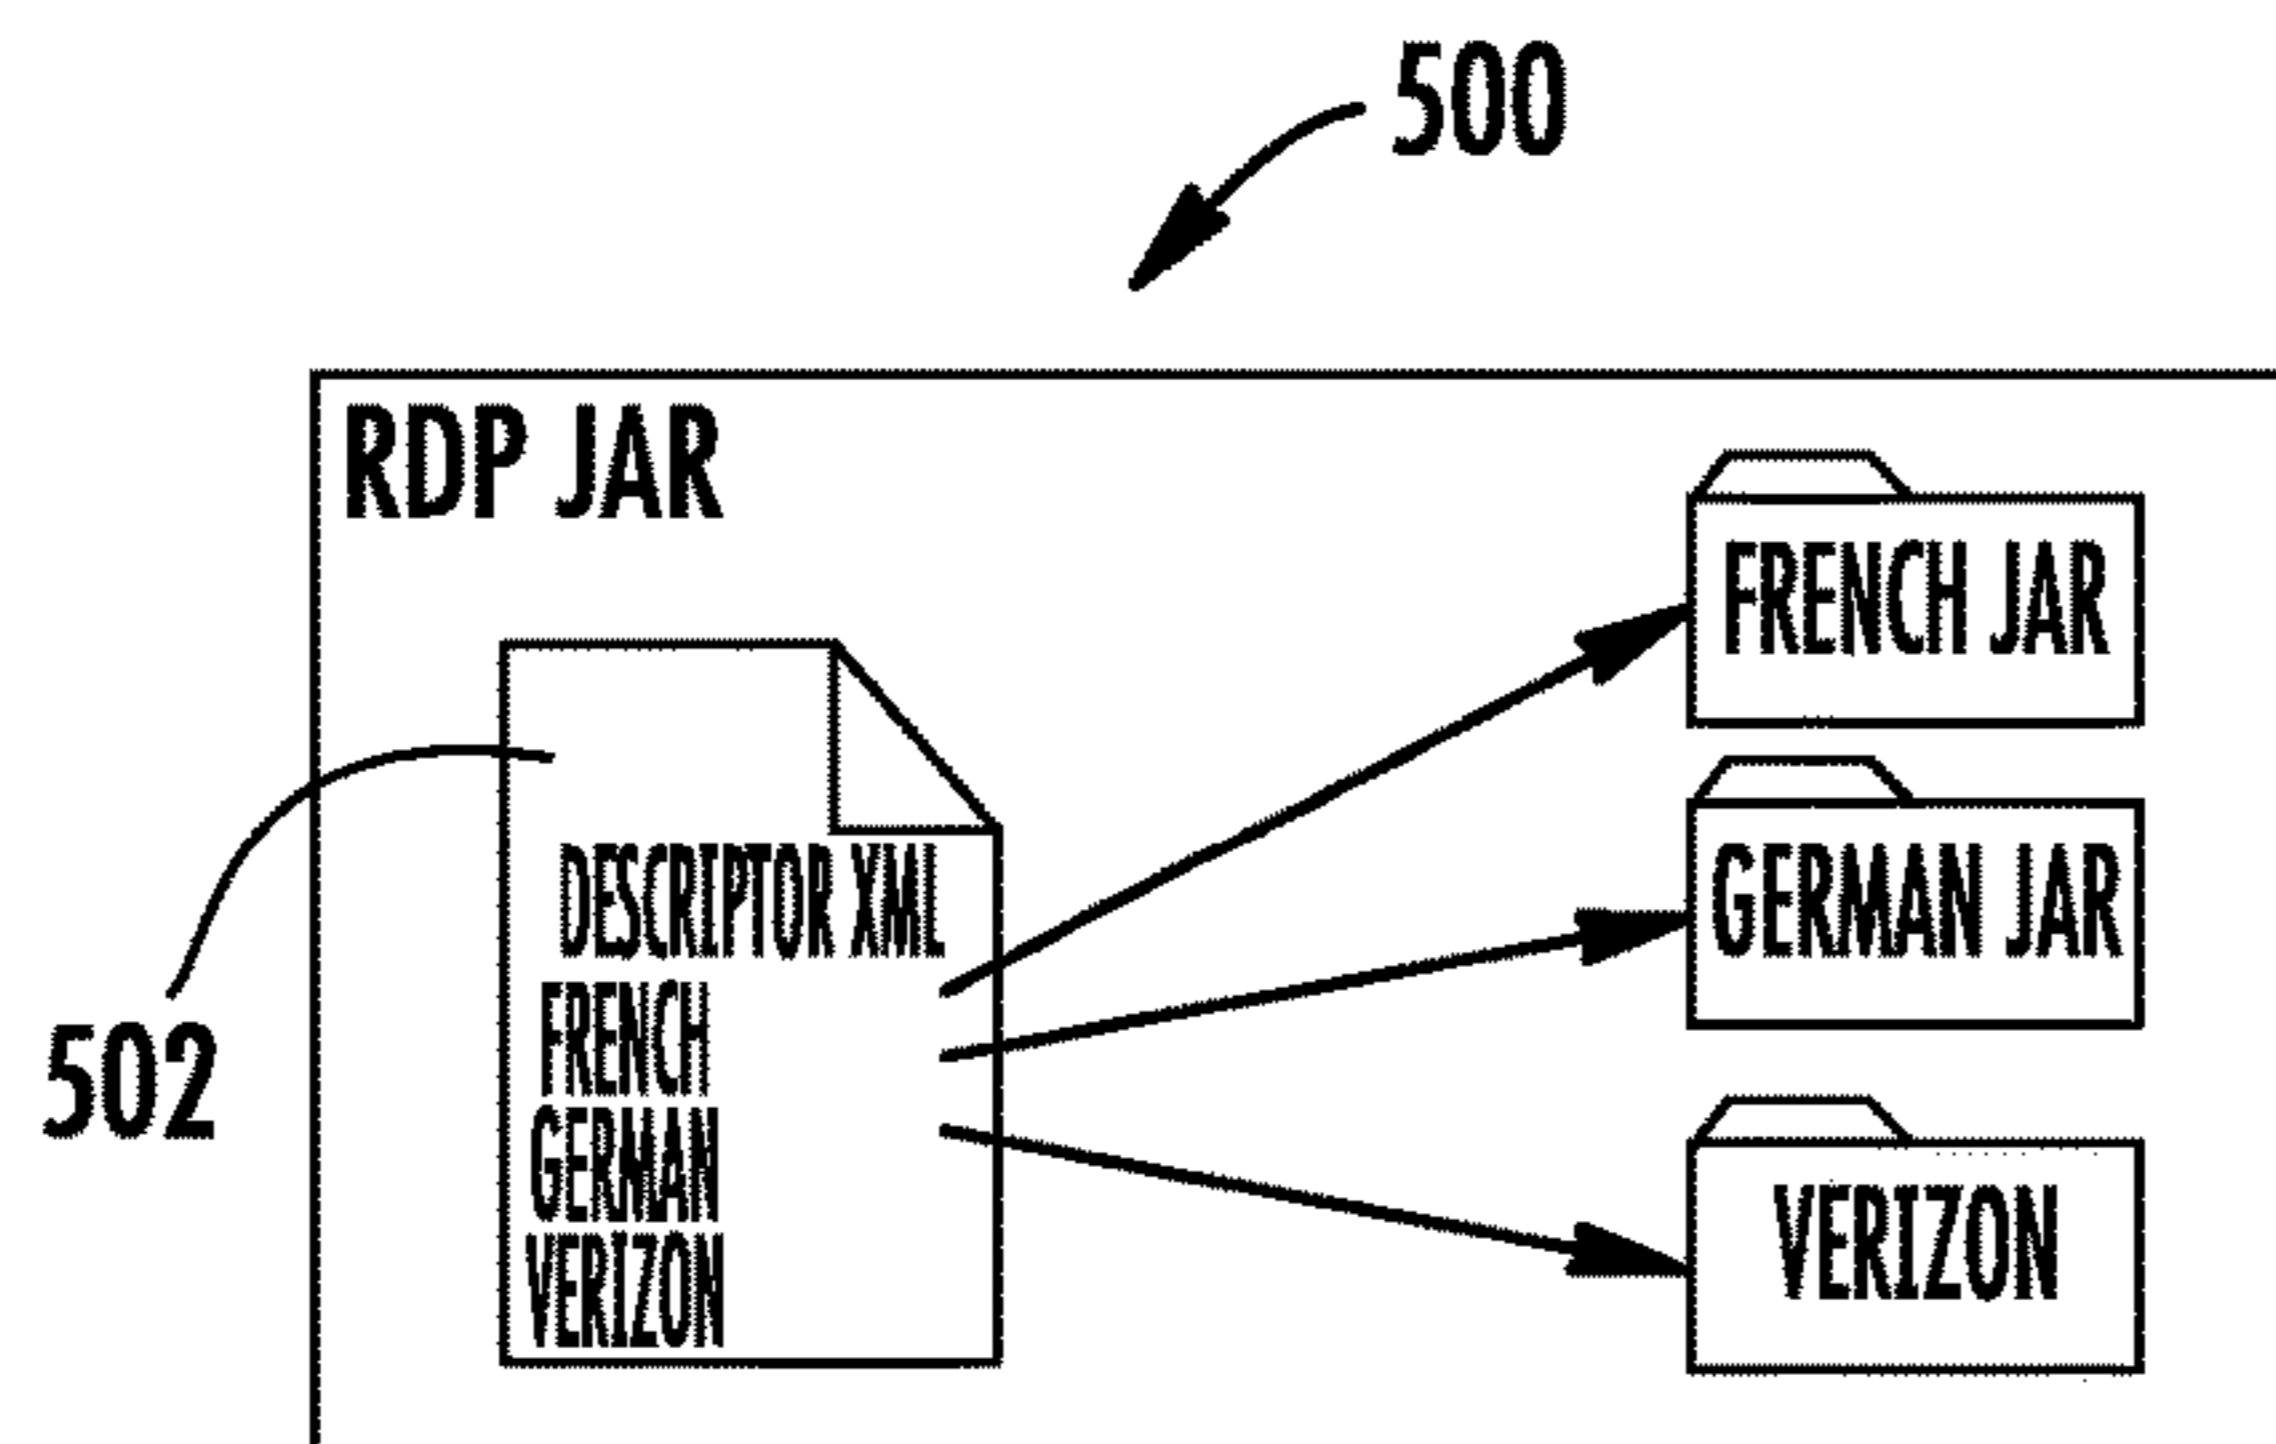 500
RDP JAR
FRENCH JAR
GERMAN JAR
DESCRIPTOR XML
FRENCH
GERMAN
VERIZON
502
VERIZON